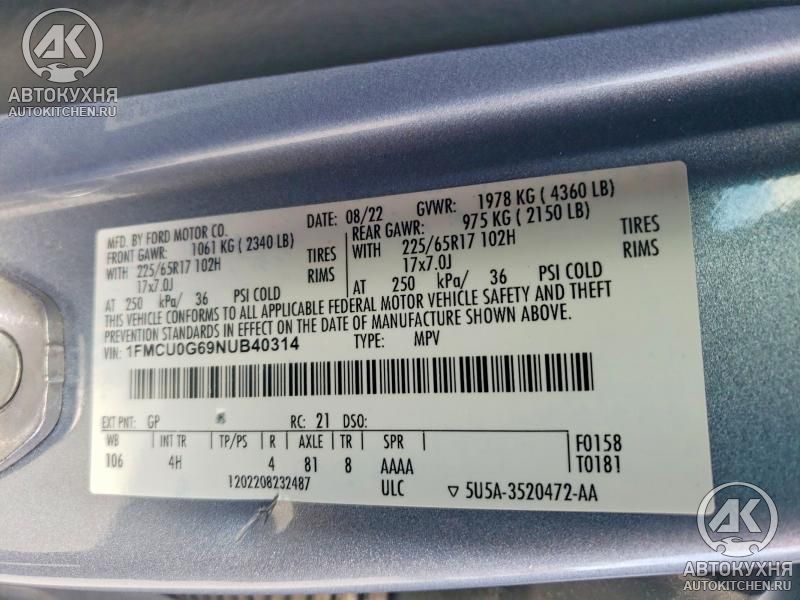 АК
АВТОКУХНЯ
AUTOKITCHEN.RU
MFD. BY FORD MOTOR CO.
DATE: 08/22 GVWR: 1978 KG ( 4360 LB)
FRONT GAWR: 1061 KG ( 2340 LB) REAR GAWR: 975 KG ( 2150 LB)
WITH 225/65R17 102H TIRES WITH 225/65R17 102H TIRES
17x7.0J RIMS 17x7.0J RIMS
AT 250 kPa/ 36 PSI COLD AT 250 kPa/ 36 PSI COLD
THIS VEHICLE CONFORMS TO ALL APPLICABLE FEDERAL MOTOR VEHICLE SAFETY AND THEFT
PREVENTION STANDARDS IN EFFECT ON THE DATE OF MANUFACTURE SHOWN ABOVE.
VIN: 1FMCU0G69NUB40314 TYPE: MPV
EXT PNT: GP RC: 21 DSO:
WB INT TR TP/PS R AXLE TR SPR F0158
106 4H 4 81 8 AAAA T0181
1202208232487 ULC ▽ 5U5A-3520472-AA
АК
АВТОКУХНЯ
AUTOKITCHEN.RU